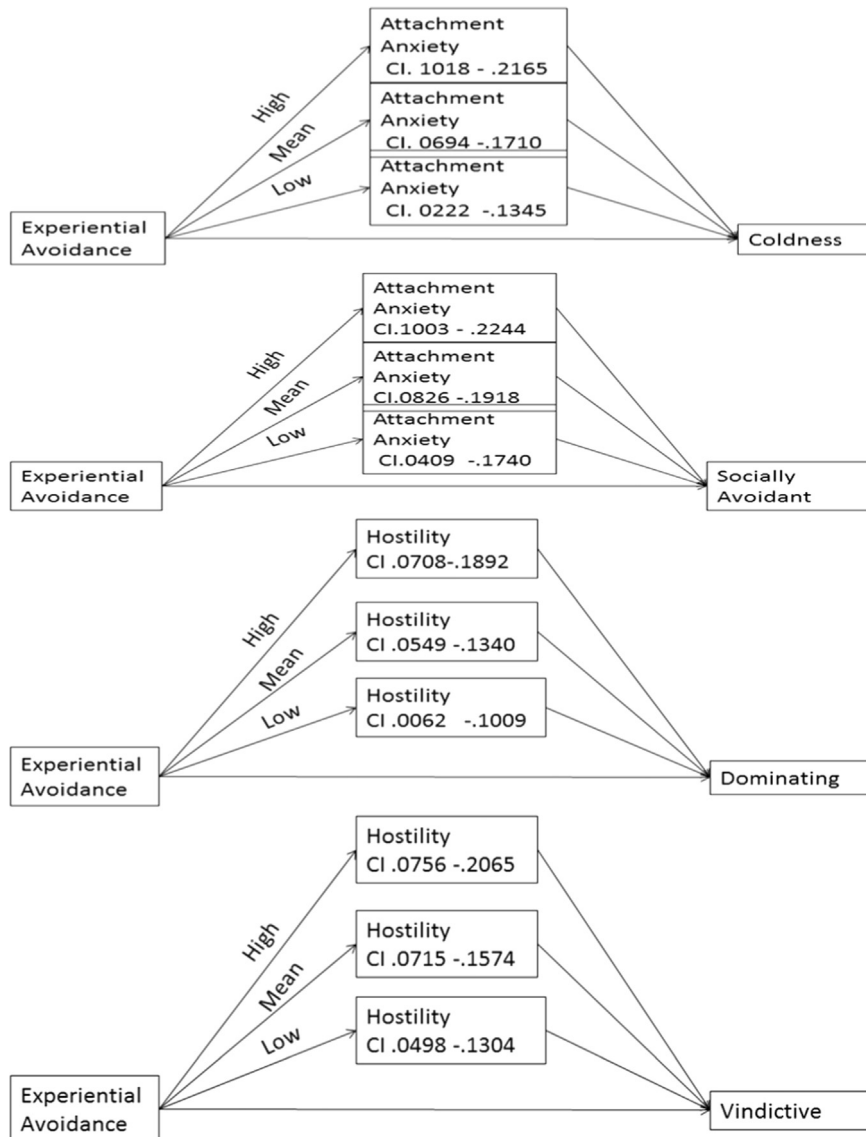 Attachment
Anxiety
CI. 1018 - .2165
High
Attachment
Anxiety
CI. 0694 -.1710
Mean
Attachment
Anxiety
CI. 0222 -.1345
Low
Experiential
Avoidance
Coldness
Attachment
Anxiety
CI.1003 - .2244
High
Attachment
Anxiety
CI.0826 -.1918
Mean
Attachment
Anxiety
CI.0409 -.1740
Low
Experiential
Avoidance
Socially
Avoidant
Hostility
CI .0708-.1892
High
Hostility
CI .0549 -.1340
Mean
Hostility
CI .0062 -.1009
Low
Experiential
Avoidance
Dominating
Hostility
CI .0756 -.2065
High
Hostility
CI .0715 -.1574
Mean
Hostility
CI .0498 -.1304
Low
Experiential
Avoidance
Vindictive